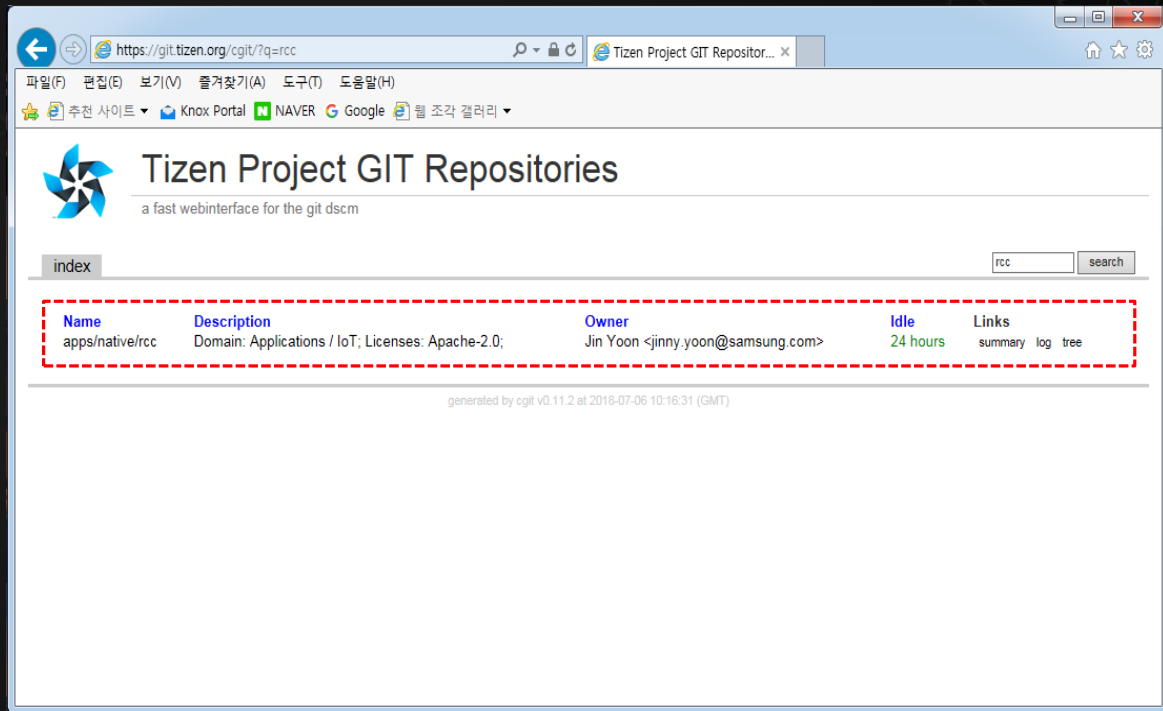 https://git.tizen.org/cgit/?q=rcc
Tizen Project GIT Repositor...
파일(F) 편집(E) 보기(V) 즐겨찾기(A) 도구(T) 도움말(H)
추천 사이트 Knox Portal NAVER Google 웹 조각 갤러리
Tizen Project GIT Repositories
a fast webinterface for the git dscm
index rcc search
Name Description Owner Idle Links
apps/native/rcc Domain: Applications / IoT; Licenses: Apache-2.0; Jin Yoon <jinny.yoon@samsung.com> 24 hours summary log tree
generated by cgit v0.11.2 at 2018-07-06 10:16:31 (GMT)